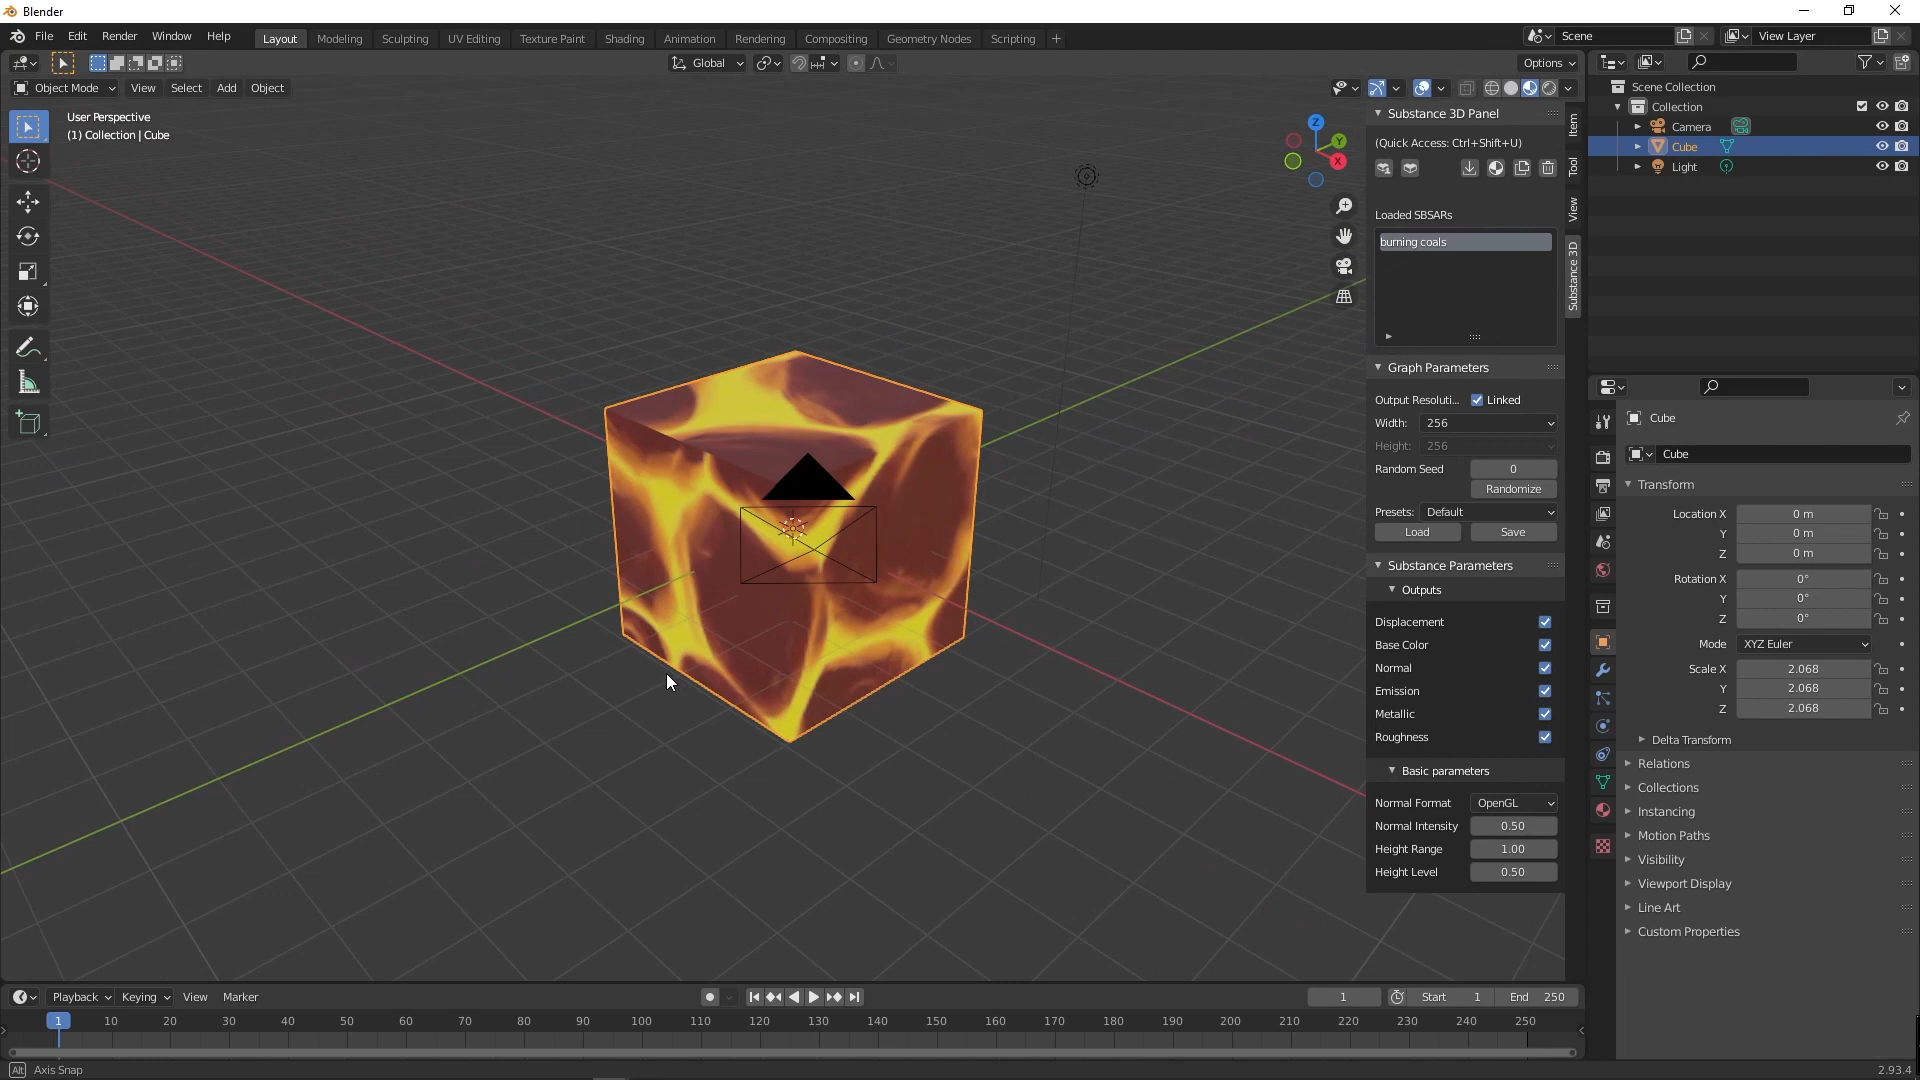 Blender
File Edit Render Window Help
Layout Modeling Sculpting UV Editing Texture Paint Shading Animation Rendering Compositing Geometry Nodes Scripting +
Scene
View Layer
Global
Options
Object Mode View Select Add Object
User Perspective
(1) Collection | Cube
Z
Y
X
Substance 3D Panel
(Quick Access: Ctrl+Shift+U)
Loaded SBSARs
burning coals
Graph Parameters
Output Resoluti... Linked
Width: 256
Height: 256
Random Seed 0
Randomize
Presets: Default
Load Save
Substance Parameters
Outputs
Displacement
Base Color
Normal
Emission
Metallic
Roughness
Basic parameters
Normal Format OpenGL
Normal Intensity 0.50
Height Range 1.00
Height Level 0.50
Item
Tool
View
Substance 3D
Scene Collection
Collection
Camera
Cube
Light
Cube
Cube
Transform
Location X 0 m
Y 0 m
Z 0 m
Rotation X 0°
Y 0°
Z 0°
Mode XYZ Euler
Scale X 2.068
Y 2.068
Z 2.068
Delta Transform
Relations
Collections
Instancing
Motion Paths
Visibility
Viewport Display
Line Art
Custom Properties
Playback Keying View Marker
1 Start 1 End 250
1 10 20 30 40 50 60 70 80 90 100 110 120 130 140 150 160 170 180 190 200 210 220 230 240 250
Alt Axis Snap
2.93.4